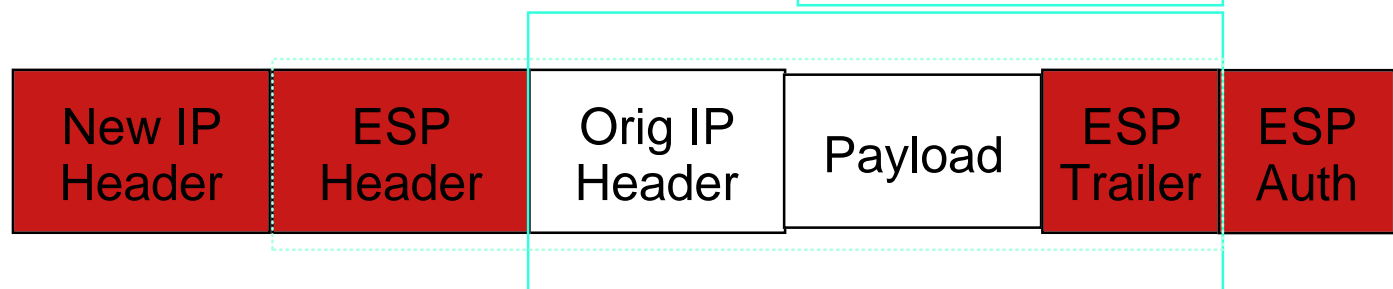 New IP
Header
ESP
Header
Orig IP
Header
Payload
ESP
Trailer
ESP
Auth